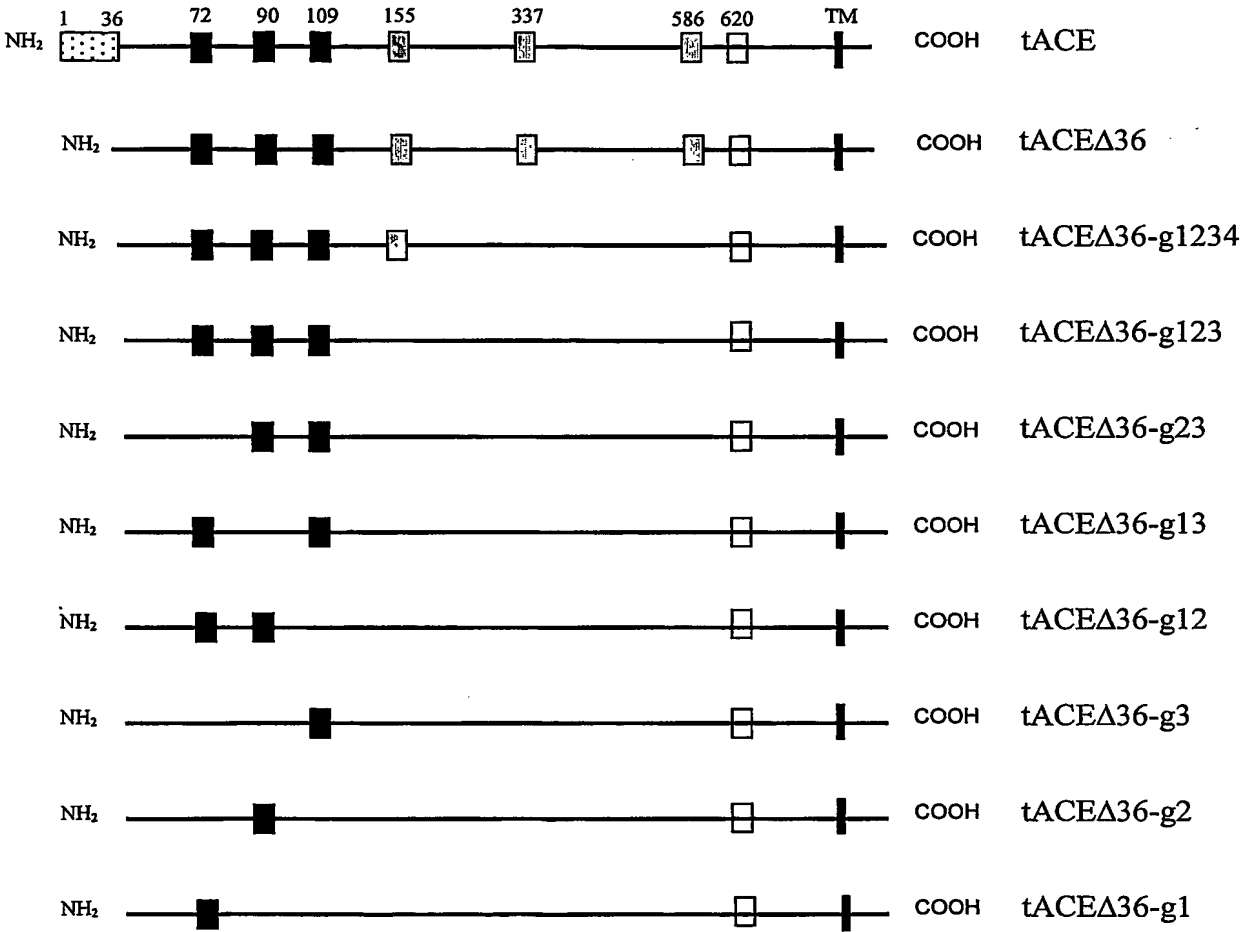 1 36 72 90 109 155 337 586 620 TM
NH₂ COOH tACE
NH₂ COOH tACEΔ36
NH₂ COOH tACEΔ36-g1234
NH₂ COOH tACEΔ36-g123
NH₂ COOH tACEΔ36-g23
NH₂ COOH tACEΔ36-g13
NH₂ COOH tACEΔ36-g12
NH₂ COOH tACEΔ36-g3
NH₂ COOH tACEΔ36-g2
NH₂ COOH tACEΔ36-g1